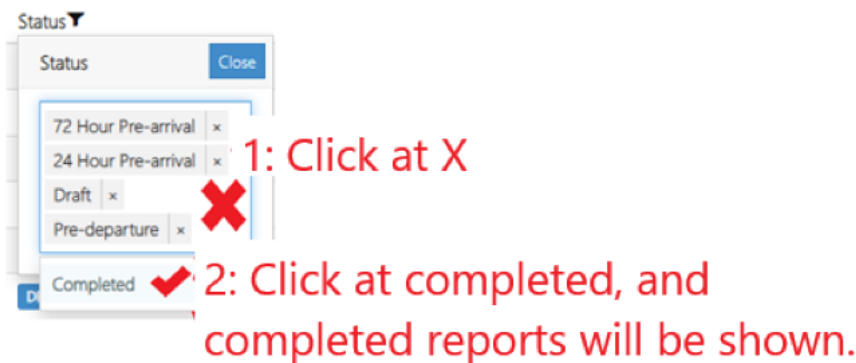 Status
Status Close
72 Hour Pre-arrival ×
24 Hour Pre-arrival ×
1: Click at X
Draft ×
Pre-departure ×
Completed
2: Click at completed, and
completed reports will be shown.